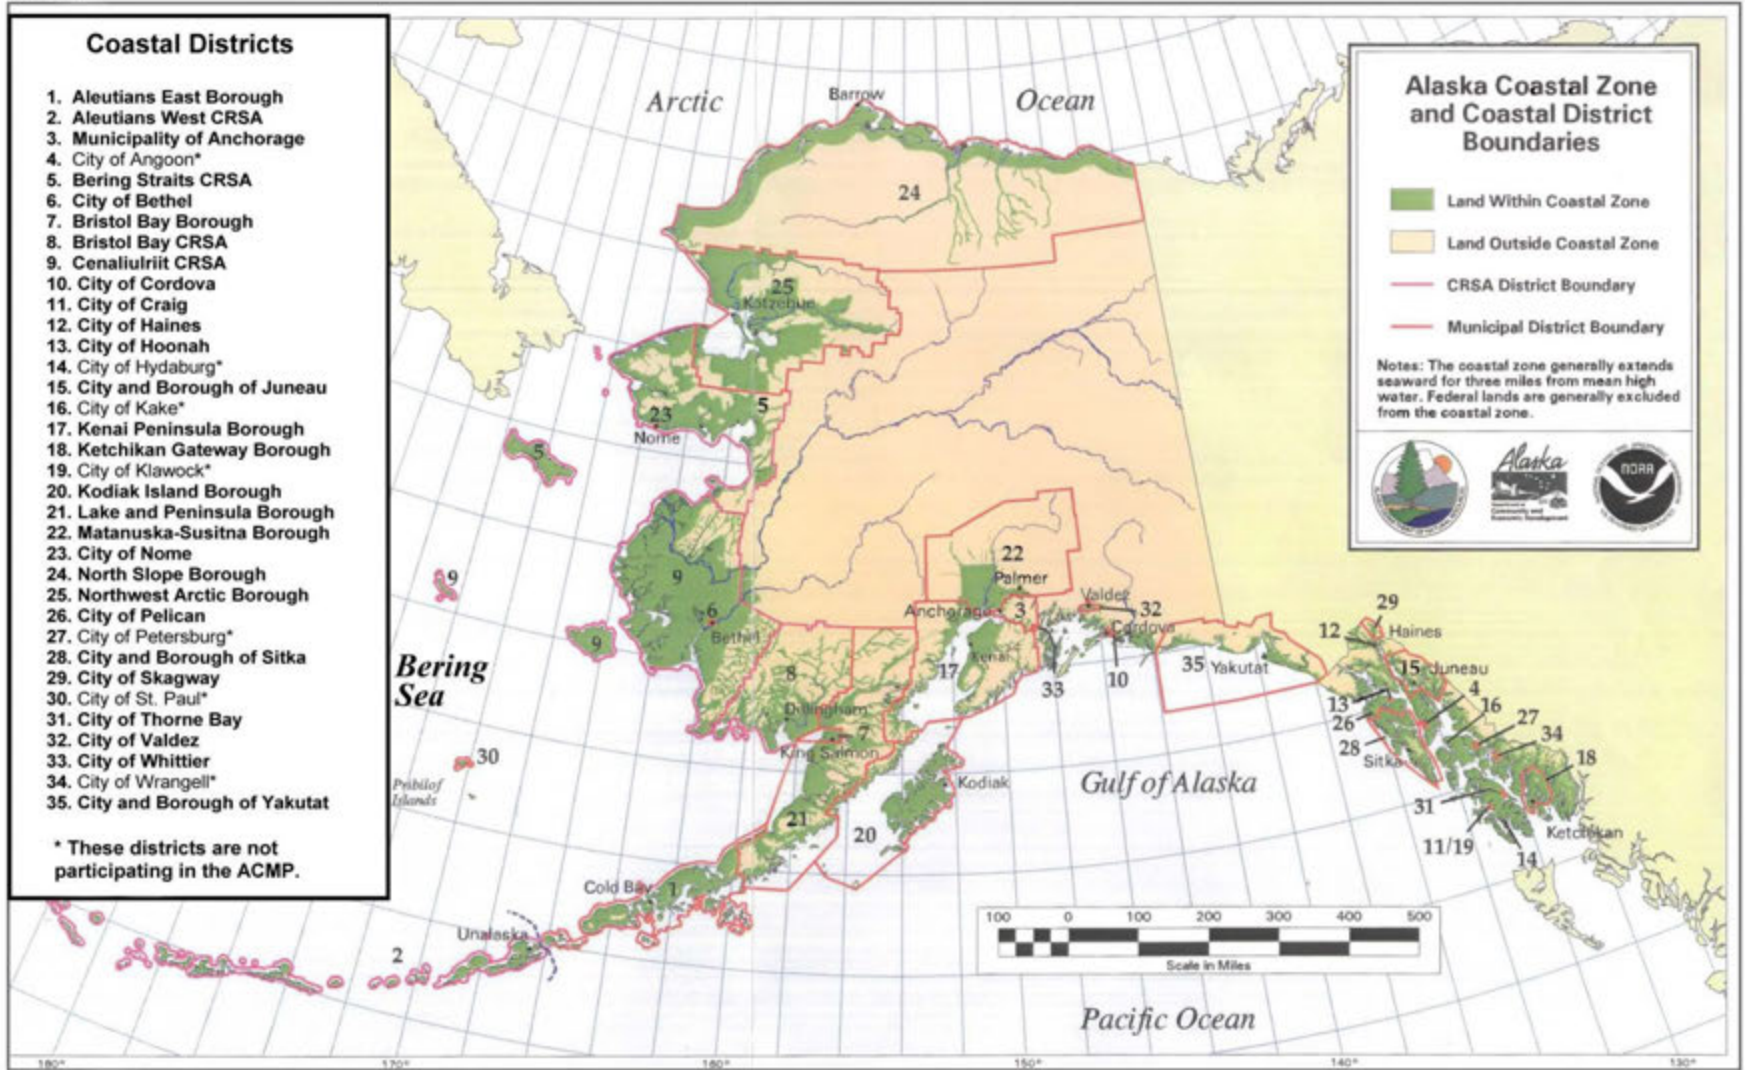 Coastal Districts
1. Aleutians East Borough
2. Aleutians West CRSA
3. Municipality of Anchorage
4. City of Angoon*
5. Bering Straits CRSA
6. City of Bethel
7. Bristol Bay Borough
8. Bristol Bay CRSA
9. Cenaliulriit CRSA
10. City of Cordova
11. City of Craig
12. City of Haines
13. City of Hoonah
14. City of Hydaburg*
15. City and Borough of Juneau
16. City of Kake*
17. Kenai Peninsula Borough
18. Ketchikan Gateway Borough
19. City of Klawock*
20. Kodiak Island Borough
21. Lake and Peninsula Borough
22. Matanuska-Susitna Borough
23. City of Nome
24. North Slope Borough
25. Northwest Arctic Borough
26. City of Pelican
27. City of Petersburg*
28. City and Borough of Sitka
29. City of Skagway
30. City of St. Paul*
31. City of Thorne Bay
32. City of Valdez
33. City of Whittier
34. City of Wrangell*
35. City and Borough of Yakutat
* These districts are not
participating in the ACMP.
Alaska Coastal Zone
and Coastal District
Boundaries
Land Within Coastal Zone
Land Outside Coastal Zone
CRSA District Boundary
Municipal District Boundary
Notes: The coastal zone generally extends
seaward for three miles from mean high
water. Federal lands are generally excluded
from the coastal zone.
Alaska
Community and
Economic Development
NOAA
Arctic Ocean
Barrow
24
25
Kotzebue
5
23
Nome
5
9
9
9
6
Bethel
22
Palmer
Anchorage
3
Valdez
32
Cordova
10
33
17
Kenai
8
Dillingham
7
King Salmon
21
20
Kodiak
35 Yakutat
29
12
Haines
15 Juneau
4
16
13
26
27
34
28
18
Sitka
31
11/19
14
Ketchikan
Bering
Sea
30
Pribilof
Islands
Gulf of Alaska
Cold Bay
1
Unalaska
2
100 0 100 200 300 400 500
Scale in Miles
Pacific Ocean
180° 170° 160° 150° 140° 130°